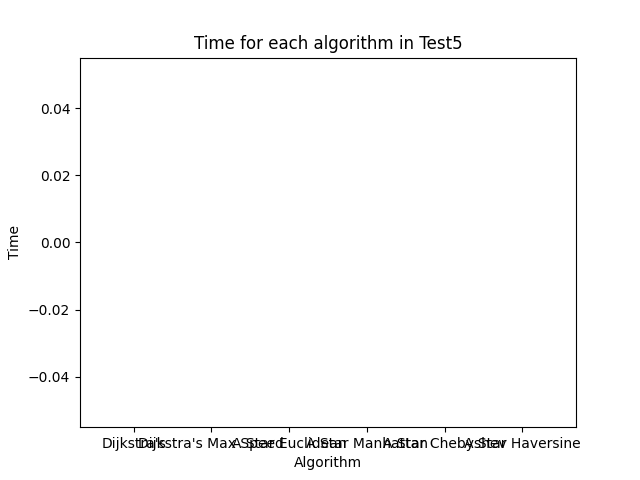 Time for each algorithm in Test5
0.04
0.02
0.00
−0.02
−0.04
Time
Dijkstra's Dijkstra's Max Speed A Star Euclidean A Star Manhattan A Star Chebyshev A Star Haversine
Algorithm